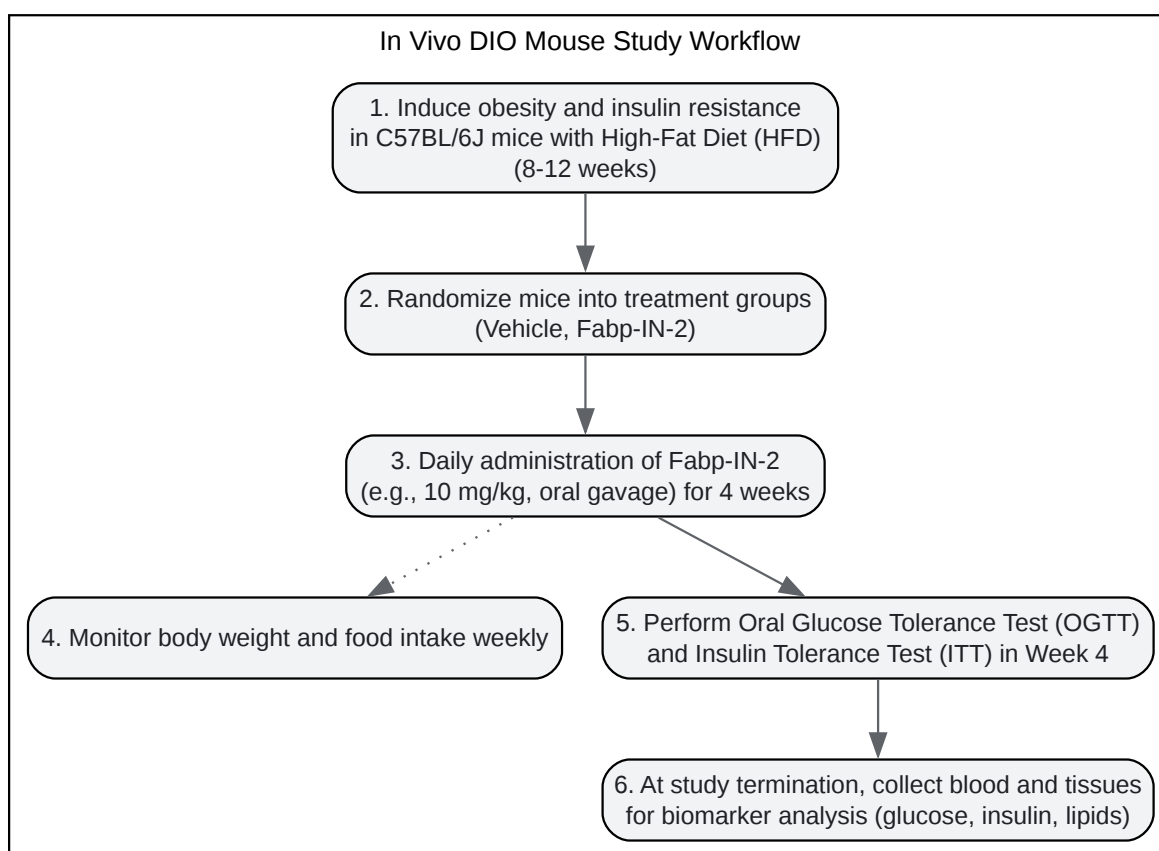 In Vivo DIO Mouse Study Workflow
1. Induce obesity and insulin resistance
in C57BL/6J mice with High-Fat Diet (HFD)
(8-12 weeks)
2. Randomize mice into treatment groups
(Vehicle, Fabp-IN-2)
3. Daily administration of Fabp-IN-2
(e.g., 10 mg/kg, oral gavage) for 4 weeks
4. Monitor body weight and food intake weekly
5. Perform Oral Glucose Tolerance Test (OGTT)
and Insulin Tolerance Test (ITT) in Week 4
6. At study termination, collect blood and tissues
for biomarker analysis (glucose, insulin, lipids)